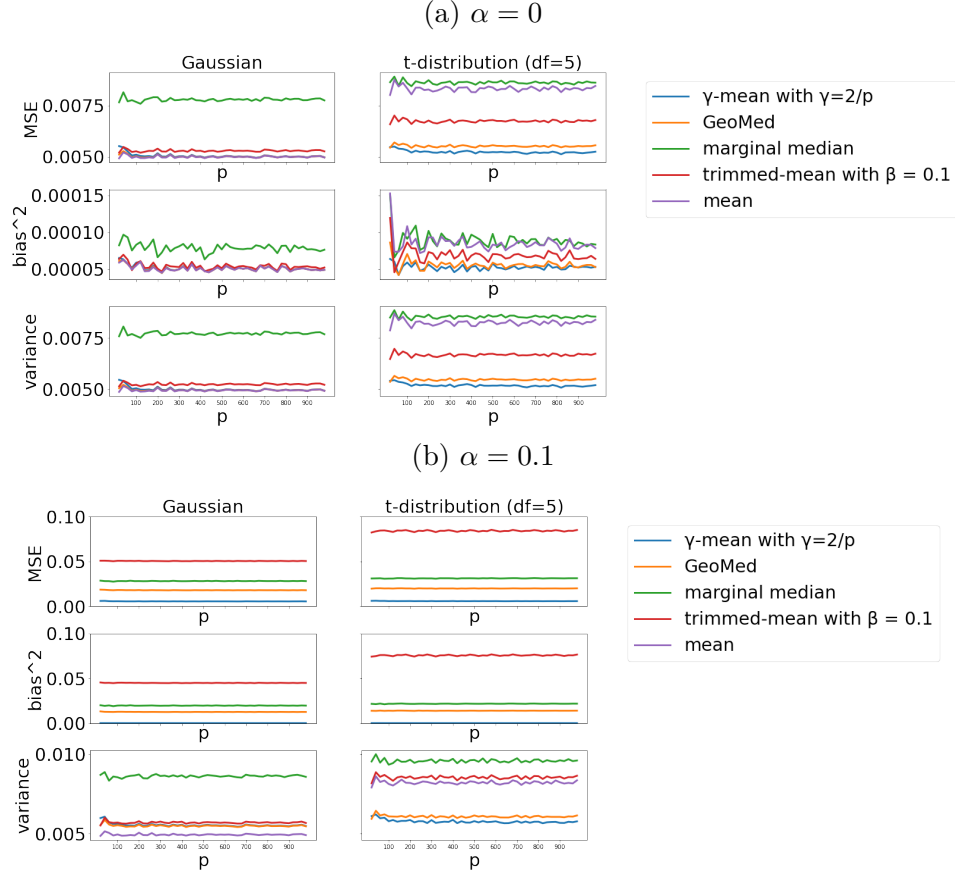 (a) α = 0
Gaussian
t-distribution (df=5)
MSE
0.0075
0.0050
p
p
bias^2
0.00015
0.00010
0.00005
p
p
variance
0.0075
0.0050
100 200 300 400 500 600 700 800 900
100 200 300 400 500 600 700 800 900
p
p
γ-mean with γ=2/p
GeoMed
marginal median
trimmed-mean with β = 0.1
mean
(b) α = 0.1
Gaussian
t-distribution (df=5)
MSE
0.10
0.05
0.00
p
p
bias^2
0.10
0.05
0.00
p
p
variance
0.010
0.005
100 200 300 400 500 600 700 800 900
100 200 300 400 500 600 700 800 900
p
p
γ-mean with γ=2/p
GeoMed
marginal median
trimmed-mean with β = 0.1
mean